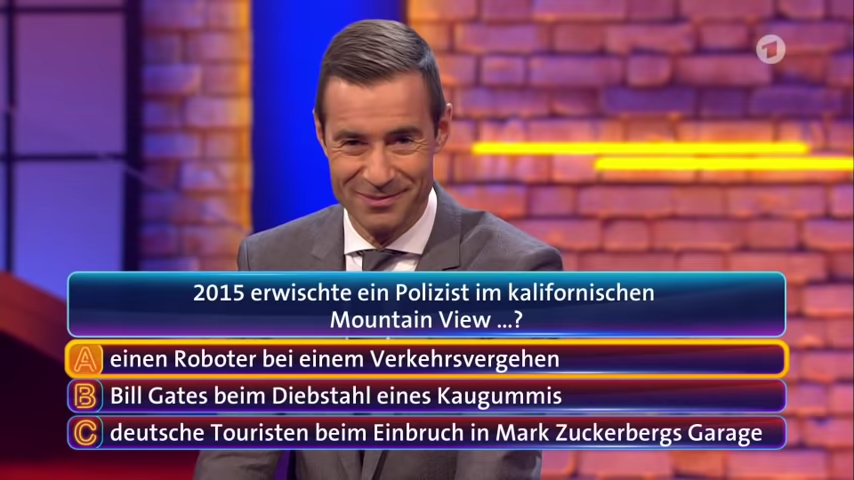 1
2015 erwischte ein Polizist im kalifornischen
Mountain View ...?
A einen Roboter bei einem Verkehrsvergehen
B Bill Gates beim Diebstahl eines Kaugummis
C deutsche Touristen beim Einbruch in Mark Zuckerbergs Garage